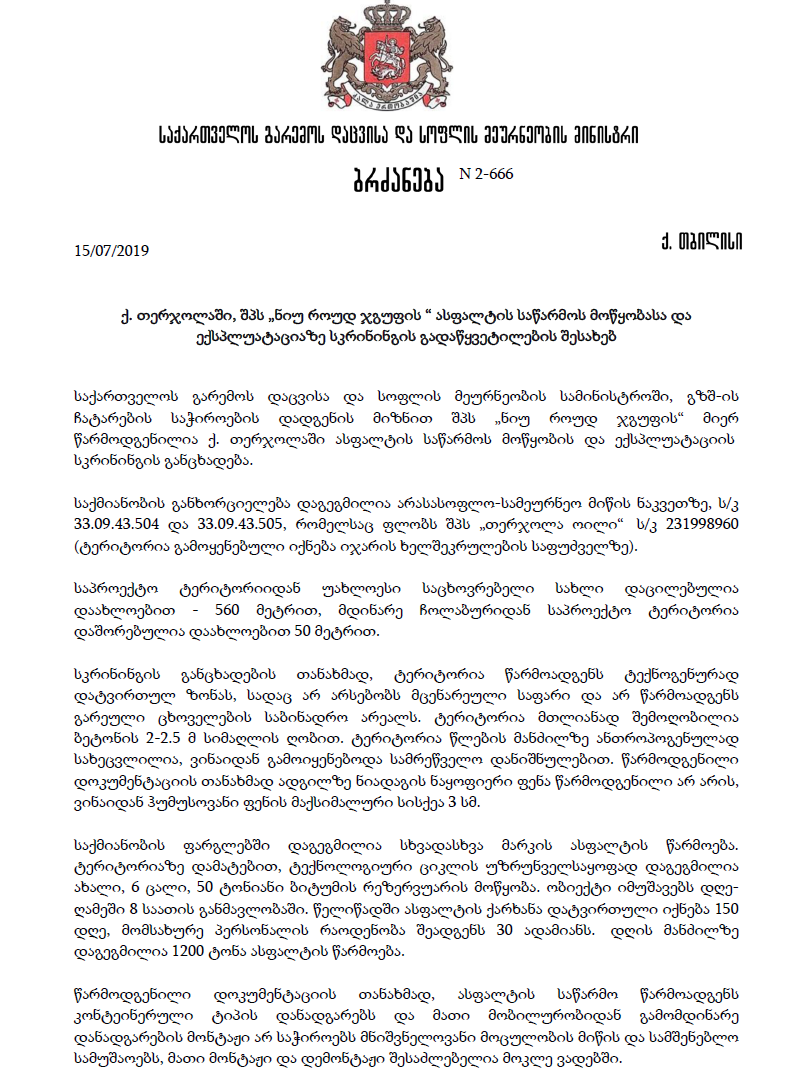 ძალა ერთობაშია
საქართველოს გარემოს დაცვისა და სოფლის მეურნეობის მინისტრი
ბრძანება N 2-666
ქ. თბილისი
15/07/2019
ქ. თერჯოლაში, შპს „ნიუ როუდ ჯგუფის “ ასფალტის საწარმოს მოწყობასა და
ექსპლუატაციაზე სკრინინგის გადაწყვეტილების შესახებ
საქართველოს გარემოს დაცვისა და სოფლის მეურნეობის სამინისტროში, გზშ-ის
ჩატარების საჭიროების დადგენის მიზნით შპს „ნიუ როუდ ჯგუფის“ მიერ
წარმოდგენილია ქ. თერჯოლაში ასფალტის საწარმოს მოწყობის და ექსპლუატაციის
სკრინინგის განცხადება.
საქმიანობის განხორციელება დაგეგმილია არასასოფლო-სამეურნეო მიწის ნაკვეთზე, ს/კ
33.09.43.504 და 33.09.43.505, რომელსაც ფლობს შპს „თერჯოლა ოილი“ ს/კ 231998960
(ტერიტორია გამოყენებული იქნება იჯარის ხელშეკრულების საფუძველზე).
საპროექტო ტერიტორიიდან უახლოესი საცხოვრებელი სახლი დაცილებულია
დაახლოებით - 560 მეტრით, მდინარე ჩოლაბურიდან საპროექტო ტერიტორია
დაშორებულია დაახლოებით 50 მეტრით.
სკრინინგის განცხადების თანახმად, ტერიტორია წარმოადგენს ტექნოგენურად
დატვირთულ ზონას, სადაც არ არსებობს მცენარეული საფარი და არ წარმოადგენს
გარეული ცხოველების საბინადრო არეალს. ტერიტორია მთლიანად შემოღობილია
ბეტონის 2-2.5 მ სიმაღლის ღობით. ტერიტორია წლების მანძილზე ანთროპოგენულად
სახეცვლილია, ვინაიდან გამოიყენებოდა სამრეწველო დანიშნულებით. წარმოდგენილი
დოკუმენტაციის თანახმად ადგილზე ნიადაგის ნაყოფიერი ფენა წარმოდგენილი არ არის,
ვინაიდან ჰუმუსოვანი ფენის მაქსიმალური სისქეა 3 სმ.
საქმიანობის ფარგლებში დაგეგმილია სხვადასხვა მარკის ასფალტის წარმოება.
ტერიტორიაზე დამატებით, ტექნოლოგიური ციკლის უზრუნველსაყოფად დაგეგმილია
ახალი, 6 ცალი, 50 ტონიანი ბიტუმის რეზერვუარის მოწყობა. ობიექტი იმუშავებს დღე-
ღამეში 8 საათის განმავლობაში. წელიწადში ასფალტის ქარხანა დატვირთული იქნება 150
დღე, მომსახურე პერსონალის რაოდენობა შეადგენს 30 ადამიანს. დღის მანძილზე
დაგეგმილია 1200 ტონა ასფალტის წარმოება.
წარმოდგენილი დოკუმენტაციის თანახმად, ასფალტის საწარმო წარმოადგენს
კონტეინერული ტიპის დანადგარებს და მათი მობილურობიდან გამომდინარე
დანადგარების მონტაჟი არ საჭიროებს მნიშვნელოვანი მოცულობის მიწის და სამშენებლო
სამუშაოებს, მათი მონტაჟი და დემონტაჟი შესაძლებელია მოკლე ვადებში.